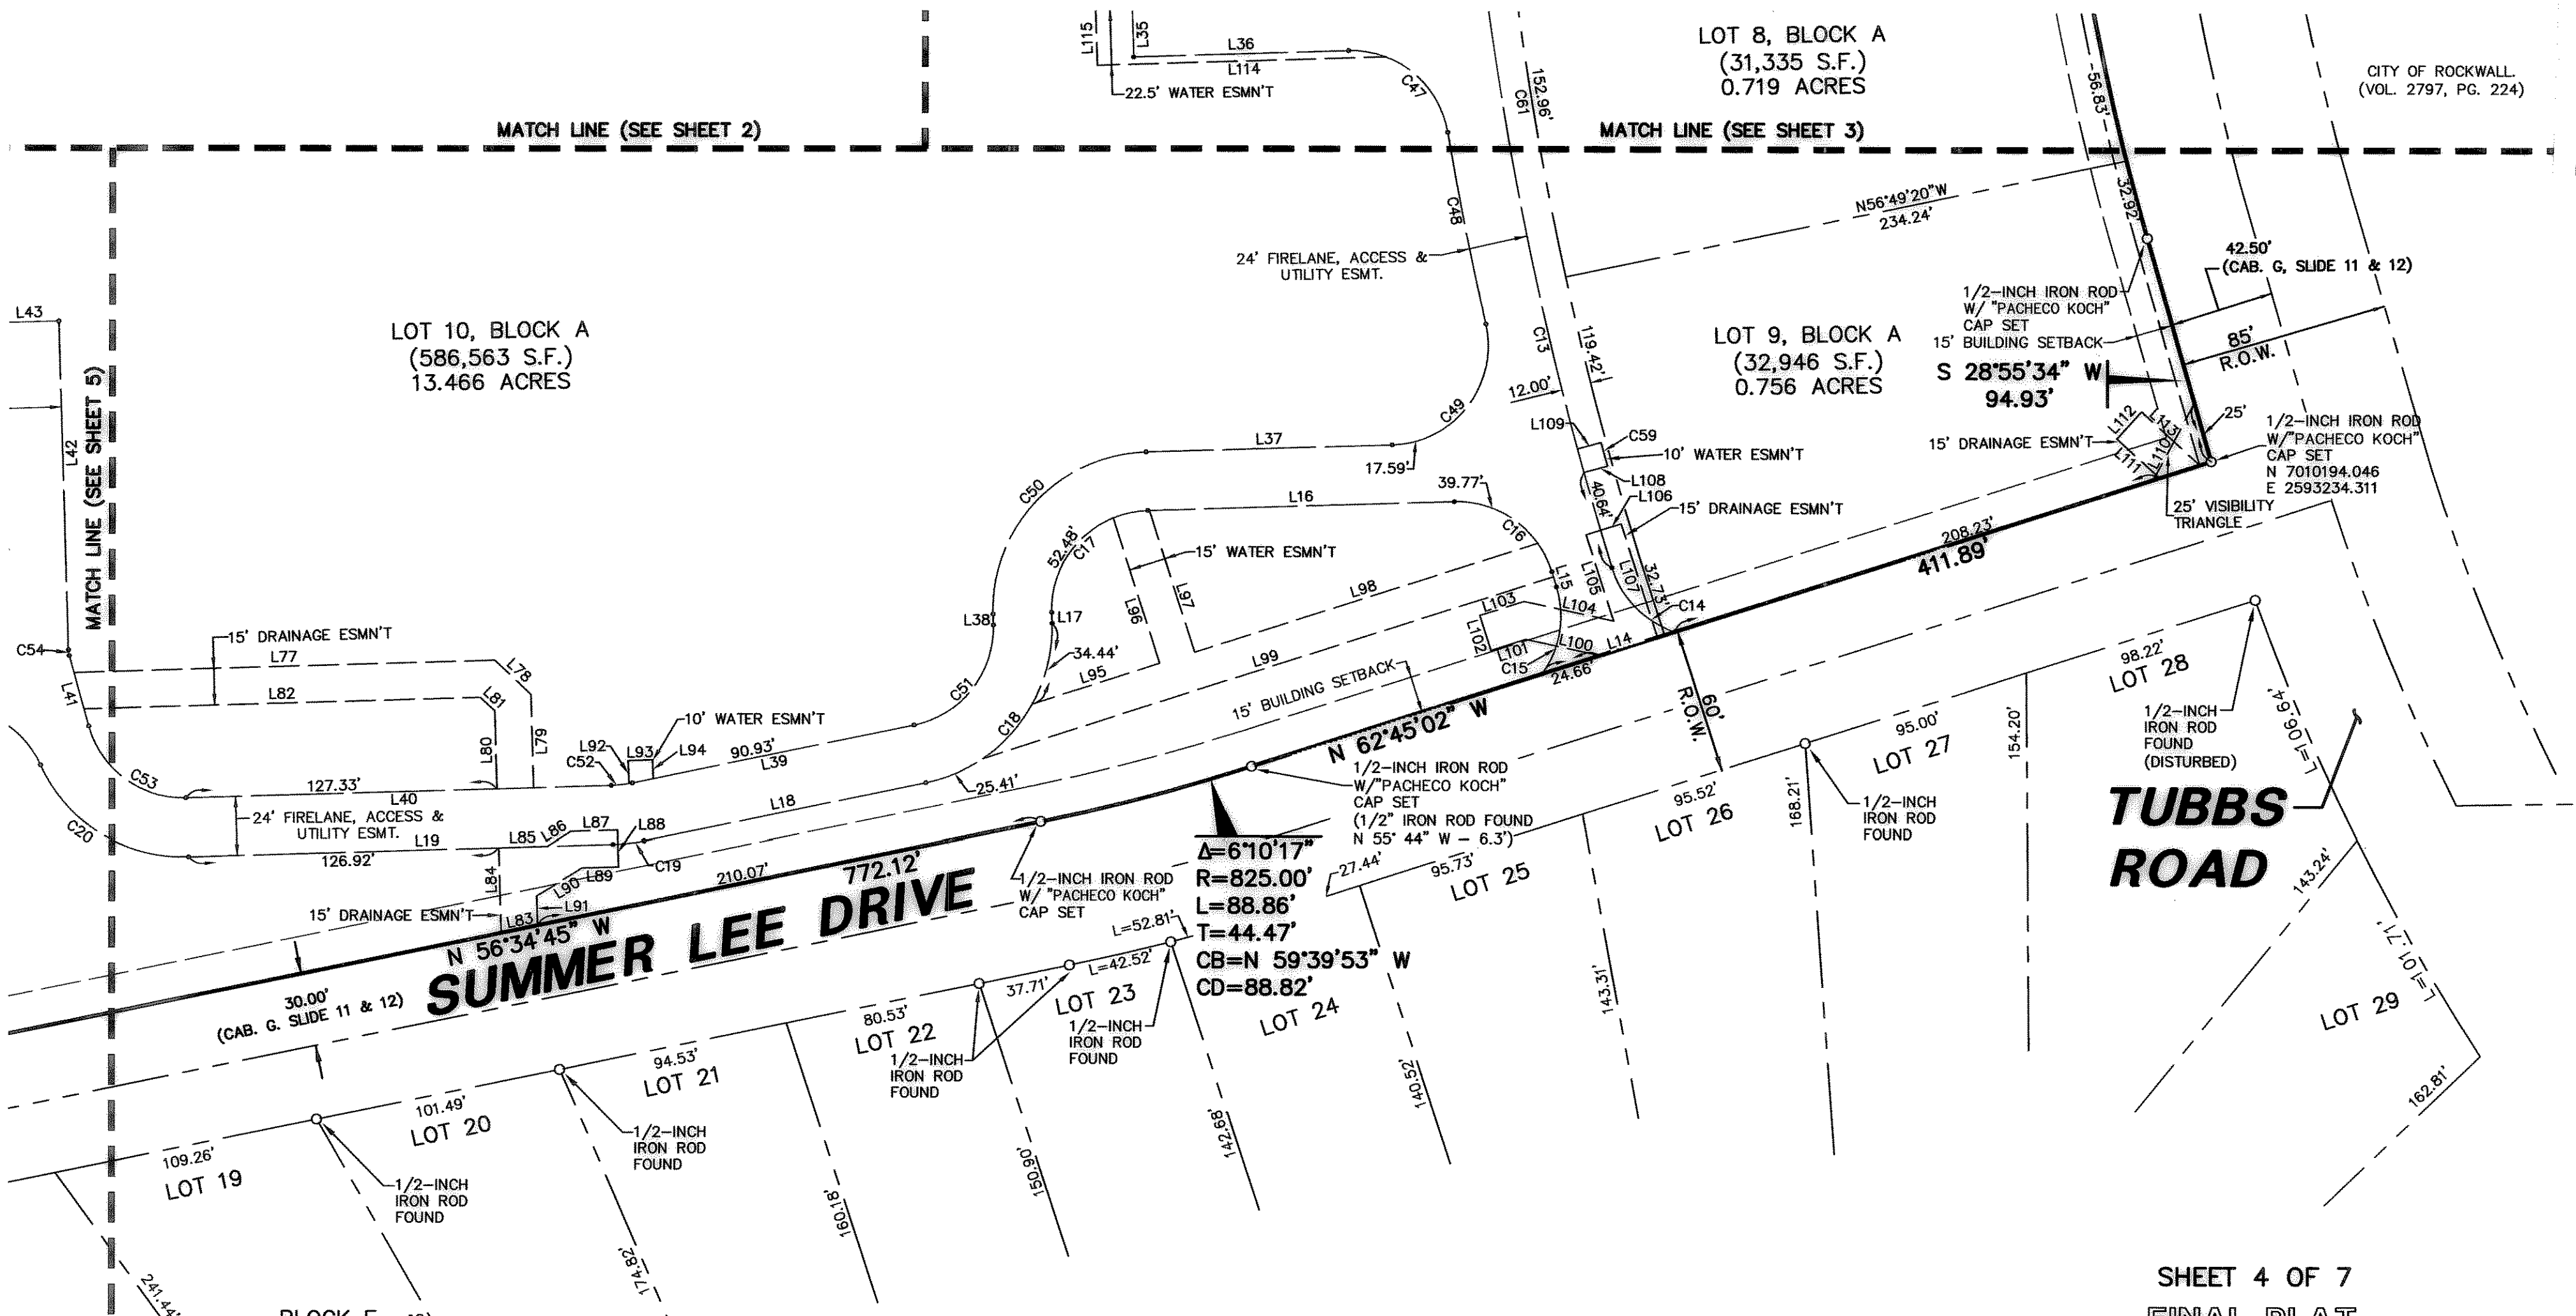 L115
L35
L36
L114
22.5' WATER ESMN'T
C47
152.96'
C61
LOT 8, BLOCK A
(31,335 S.F.)
0.719 ACRES
56.83'
CITY OF ROCKWALL.
(VOL. 2797, PG. 224)
MATCH LINE (SEE SHEET 2)
MATCH LINE (SEE SHEET 3)
C48
N56°49'20"W
234.24'
32.92'
24' FIRELANE, ACCESS &
UTILITY ESMT.
42.50'
(CAB. G, SLIDE 11 & 12)
1/2-INCH IRON ROD
W/ "PACHECO KOCH"
CAP SET
15' BUILDING SETBACK
85'
R.O.W.
L43
MATCH LINE (SEE SHEET 5)
L42
LOT 10, BLOCK A
(586,563 S.F.)
13.466 ACRES
C13
119.42'
12.00'
LOT 9, BLOCK A
(32,946 S.F.)
0.756 ACRES
S 28°55'34" W
94.93'
25'
1/2-INCH IRON ROD
W/"PACHECO KOCH"
CAP SET
N 7010194.046
E 2593234.311
L112
L113
L110
L111
15' DRAINAGE ESMN'T
25' VISIBILITY
TRIANGLE
C49
L37
17.59'
L109
C59
10' WATER ESMN'T
L108
L106
40.64'
15' DRAINAGE ESMN'T
C50
39.77'
L16
C16
52.48'
C17
15' WATER ESMN'T
L96
L97
L98
L15
L105
L107
32.73'
C14
208.23'
411.89'
L38
L17
34.44'
L95
L99
L103
L104
L102
L101
L100
L14
C15
24.66'
15' BUILDING SETBACK
C54
15' DRAINAGE ESMN'T
L77
L78
L82
L81
L41
L80
L79
C51
C18
10' WATER ESMN'T
L92
L93
L94
C52
90.93'
L39
N 62°45'02" W
60'
R.O.W.
98.22'
LOT 28
1/2-INCH
IRON ROD
FOUND
(DISTURBED)
L=106.64'
C53
127.33'
L40
25.41'
L18
24' FIRELANE, ACCESS &
UTILITY ESMT.
C20
L19
126.92'
L85
L86
L87
L88
C19
L84
L90
L89
L91
L83
15' DRAINAGE ESMN'T
210.07'
772.12'
1/2-INCH IRON ROD
W/ "PACHECO KOCH"
CAP SET
1/2-INCH IRON ROD
W/"PACHECO KOCH"
CAP SET
(1/2" IRON ROD FOUND
N 55° 44" W - 6.3')
95.52'
LOT 26
168.21'
95.00'
LOT 27
154.20'
1/2-INCH
IRON ROD
FOUND
TUBBS
ROAD
Δ=6°10'17"
R=825.00'
L=88.86'
T=44.47'
CB=N 59°39'53" W
CD=88.82'
27.44'
95.73'
LOT 25
143.24'
N 56°34'45" W
SUMMER LEE DRIVE
30.00'
(CAB. G. SLIDE 11 & 12)
L=52.81'
L=42.52'
37.71'
LOT 23
1/2-INCH
IRON ROD
FOUND
LOT 24
143.31'
L=101.71'
LOT 29
80.53'
LOT 22
1/2-INCH
IRON ROD
FOUND
94.53'
LOT 21
101.49'
LOT 20
1/2-INCH
IRON ROD
FOUND
109.26'
LOT 19
1/2-INCH
IRON ROD
FOUND
241.44'
174.82'
160.18'
150.90'
142.68'
140.52'
162.81'
SHEET 4 OF 7
FINAL PLAT
BLOCK E